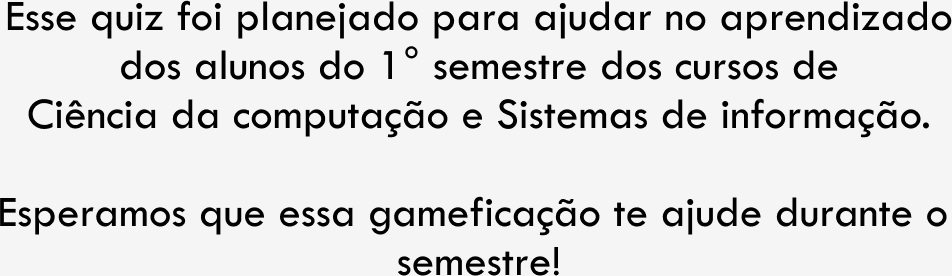 Esse quiz foi planejado para ajudar no aprendizado
dos alunos do 1° semestre dos cursos de
Ciência da computação e Sistemas de informação.
Esperamos que essa gameficação te ajude durante o
semestre!